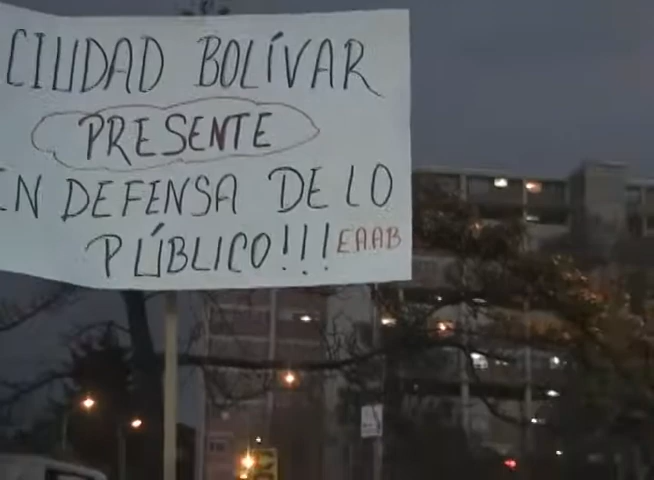 CIUDAD BOLÍVAR
PRESENTE
EN DEFENSA DE LO
PÚBLICO!!! EAAB